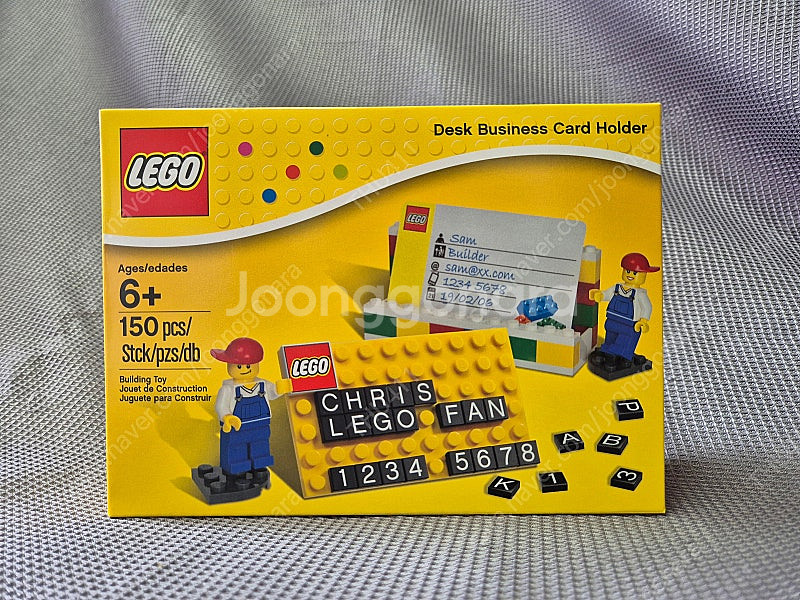 Desk Business Card Holder
LEGO
Ages/edades
6+
150 pcs/
Stck/pzs/db
Building Toy
Jouet de Construction
Juguete para Construir
LEGO
Sam
Builder
@ sam@xx.com
1234 5678
19/02/06
Joonggonara
LEGO
CHRIS
LEGO FAN
1234 5678
P
A B
K 1 3